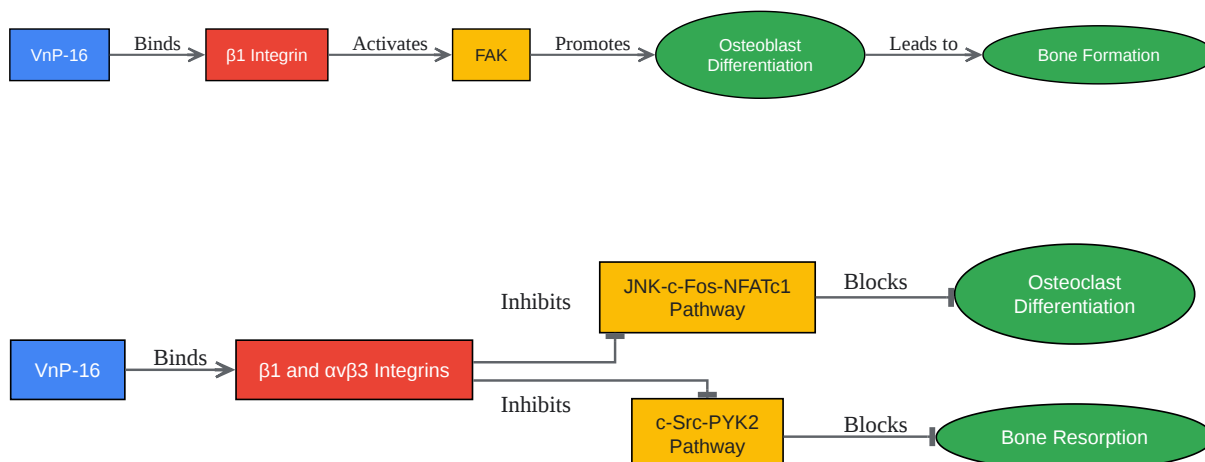 VnP-16
Binds
β1 Integrin
Activates
FAK
Promotes
Osteoblast
Differentiation
Leads to
Bone Formation
VnP-16
Binds
β1 and αvβ3 Integrins
Inhibits
JNK-c-Fos-NFATc1
Pathway
Blocks
Osteoclast
Differentiation
Inhibits
c-Src-PYK2
Pathway
Blocks
Bone Resorption